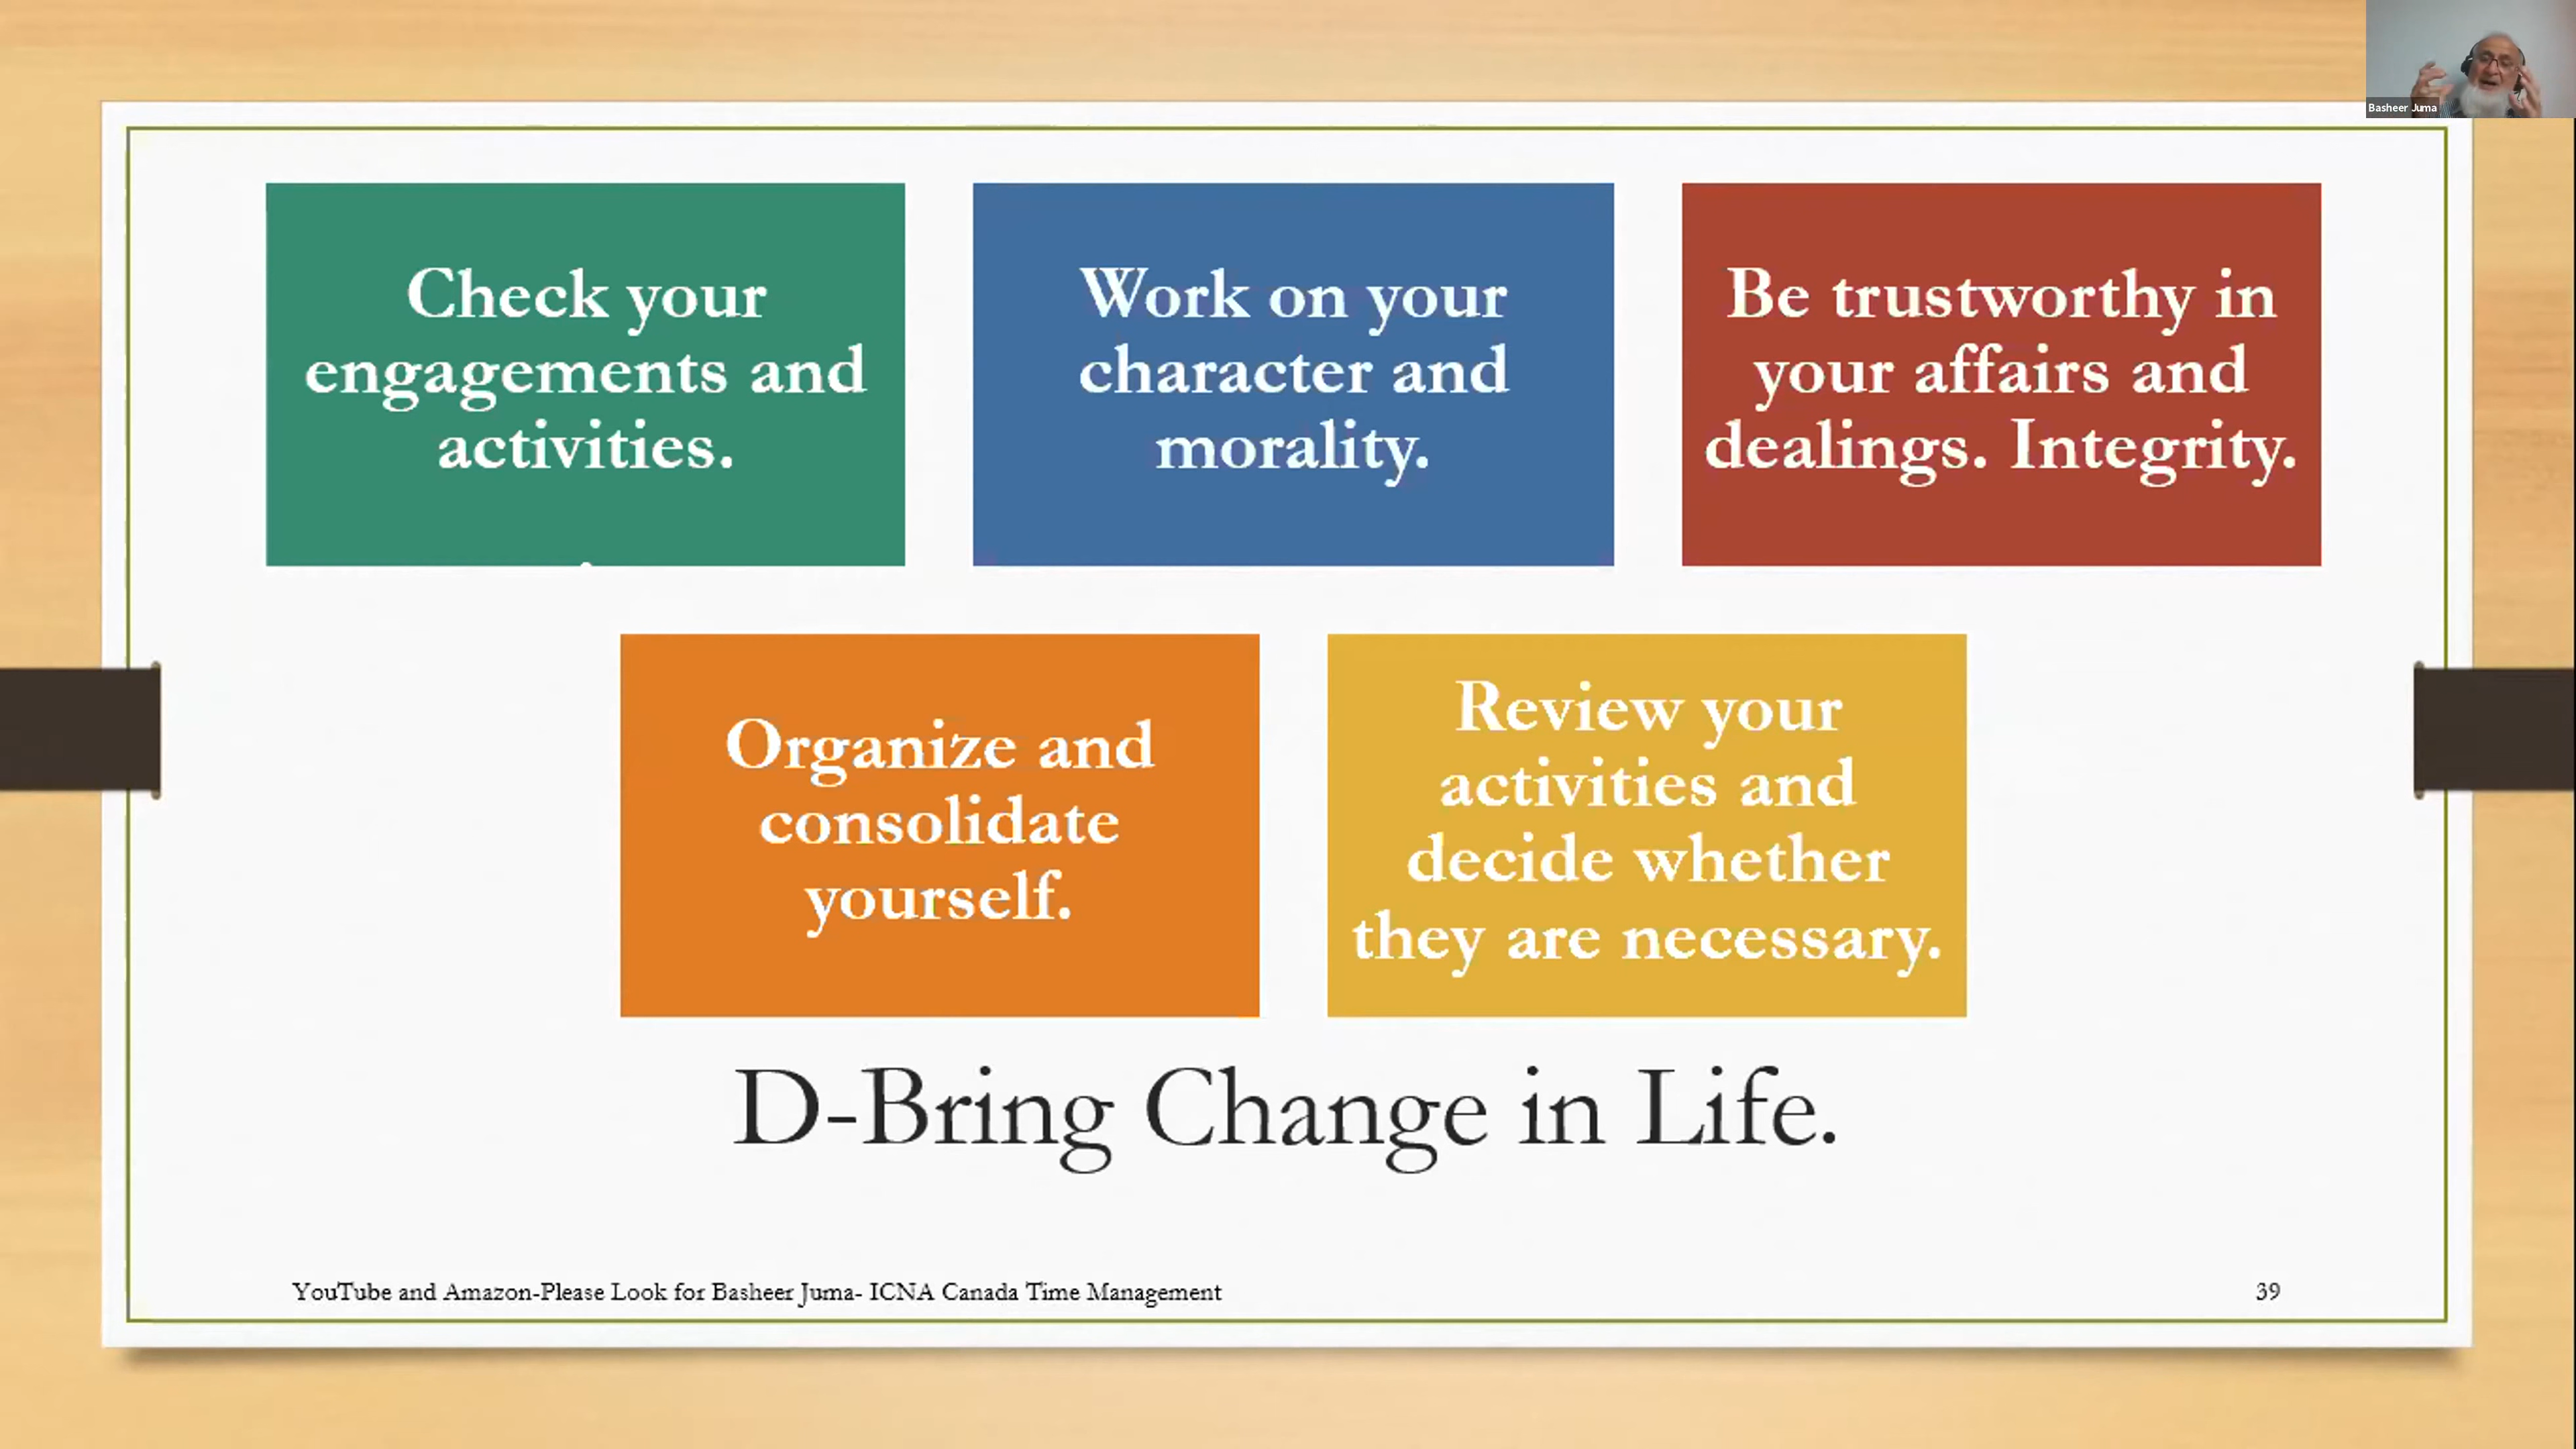 Basheer Juma
Check your
engagements and
activities.
Work on your
character and
morality.
Be trustworthy in
your affairs and
dealings. Integrity.
Organize and
consolidate
yourself.
Review your
activities and
decide whether
they are necessary.
D-Bring Change in Life.
YouTube and Amazon-Please Look for Basheer Juma- ICNA Canada Time Management
39